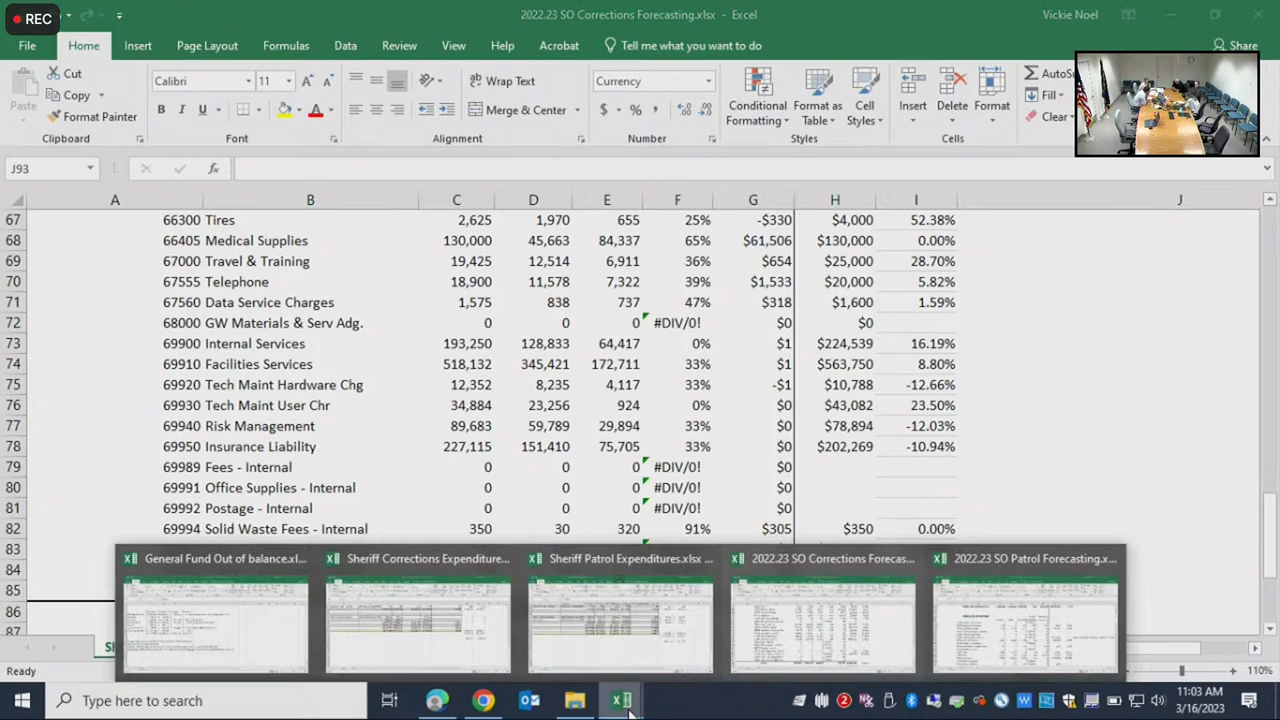 REC
2022.23 SO Corrections Forecasting.xlsx - Excel
Vickie Noel
File Home Insert Page Layout Formulas Data Review View Help Acrobat Tell me what you want to do Share
Paste
Cut
Copy
Format Painter
Clipboard
Calibri 11
B I U
Font
Wrap Text
Merge & Center
Alignment
Currency
$ % ,
Number
Conditional Formatting
Format as Table
Cell Styles
Styles
Insert Delete Format
Cells
AutoSu
Fill
Clear
J93 fx
A B C D E F G H I J
67 66300 Tires 2,625 1,970 655 25% -$330 $4,000 52.38%
68 66405 Medical Supplies 130,000 45,663 84,337 65% $61,506 $130,000 0.00%
69 67000 Travel & Training 19,425 12,514 6,911 36% $654 $25,000 28.70%
70 67555 Telephone 18,900 11,578 7,322 39% $1,533 $20,000 5.82%
71 67560 Data Service Charges 1,575 838 737 47% $318 $1,600 1.59%
72 68000 GW Materials & Serv Adg. 0 0 0 #DIV/0! $0 $0
73 69900 Internal Services 193,250 128,833 64,417 0% $1 $224,539 16.19%
74 69910 Facilities Services 518,132 345,421 172,711 33% $1 $563,750 8.80%
75 69920 Tech Maint Hardware Chg 12,352 8,235 4,117 33% -$1 $10,788 -12.66%
76 69930 Tech Maint User Chr 34,884 23,256 924 0% $0 $43,082 23.50%
77 69940 Risk Management 89,683 59,789 29,894 33% $0 $78,894 -12.03%
78 69950 Insurance Liability 227,115 151,410 75,705 33% $0 $202,269 -10.94%
79 69989 Fees - Internal 0 0 0 #DIV/0! $0
80 69991 Office Supplies - Internal 0 0 0 #DIV/0! $0
81 69992 Postage - Internal 0 0 0 #DIV/0! $0
82 69994 Solid Waste Fees - Internal 350 30 320 91% $305 $350 0.00%
83
84
85
86
87
General Fund Out of balance.xl...
Sheriff Corrections Expenditure...
Sheriff Patrol Expenditures.xlsx ...
2022.23 SO Corrections Forecas...
2022.23 SO Patrol Forecasting.x...
Ready
110%
Type here to search
11:03 AM
3/16/2023